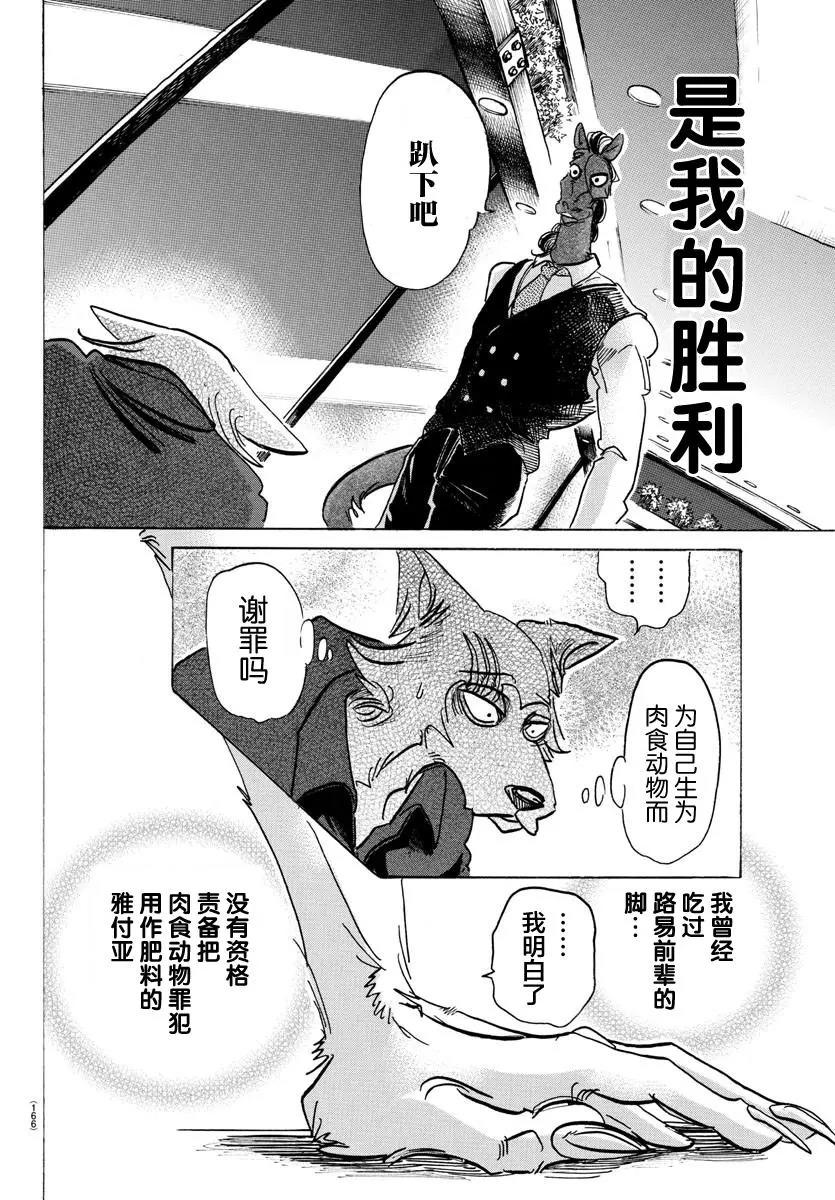 是我的胜利
趴下吧
……
……
为自己生为
肉食动物而
谢罪吗
我曾经
吃过
路易前辈的
脚…
……
我明白了
没有资格
责备把
肉食动物罪犯
用作肥料的
雅付亚
(166)